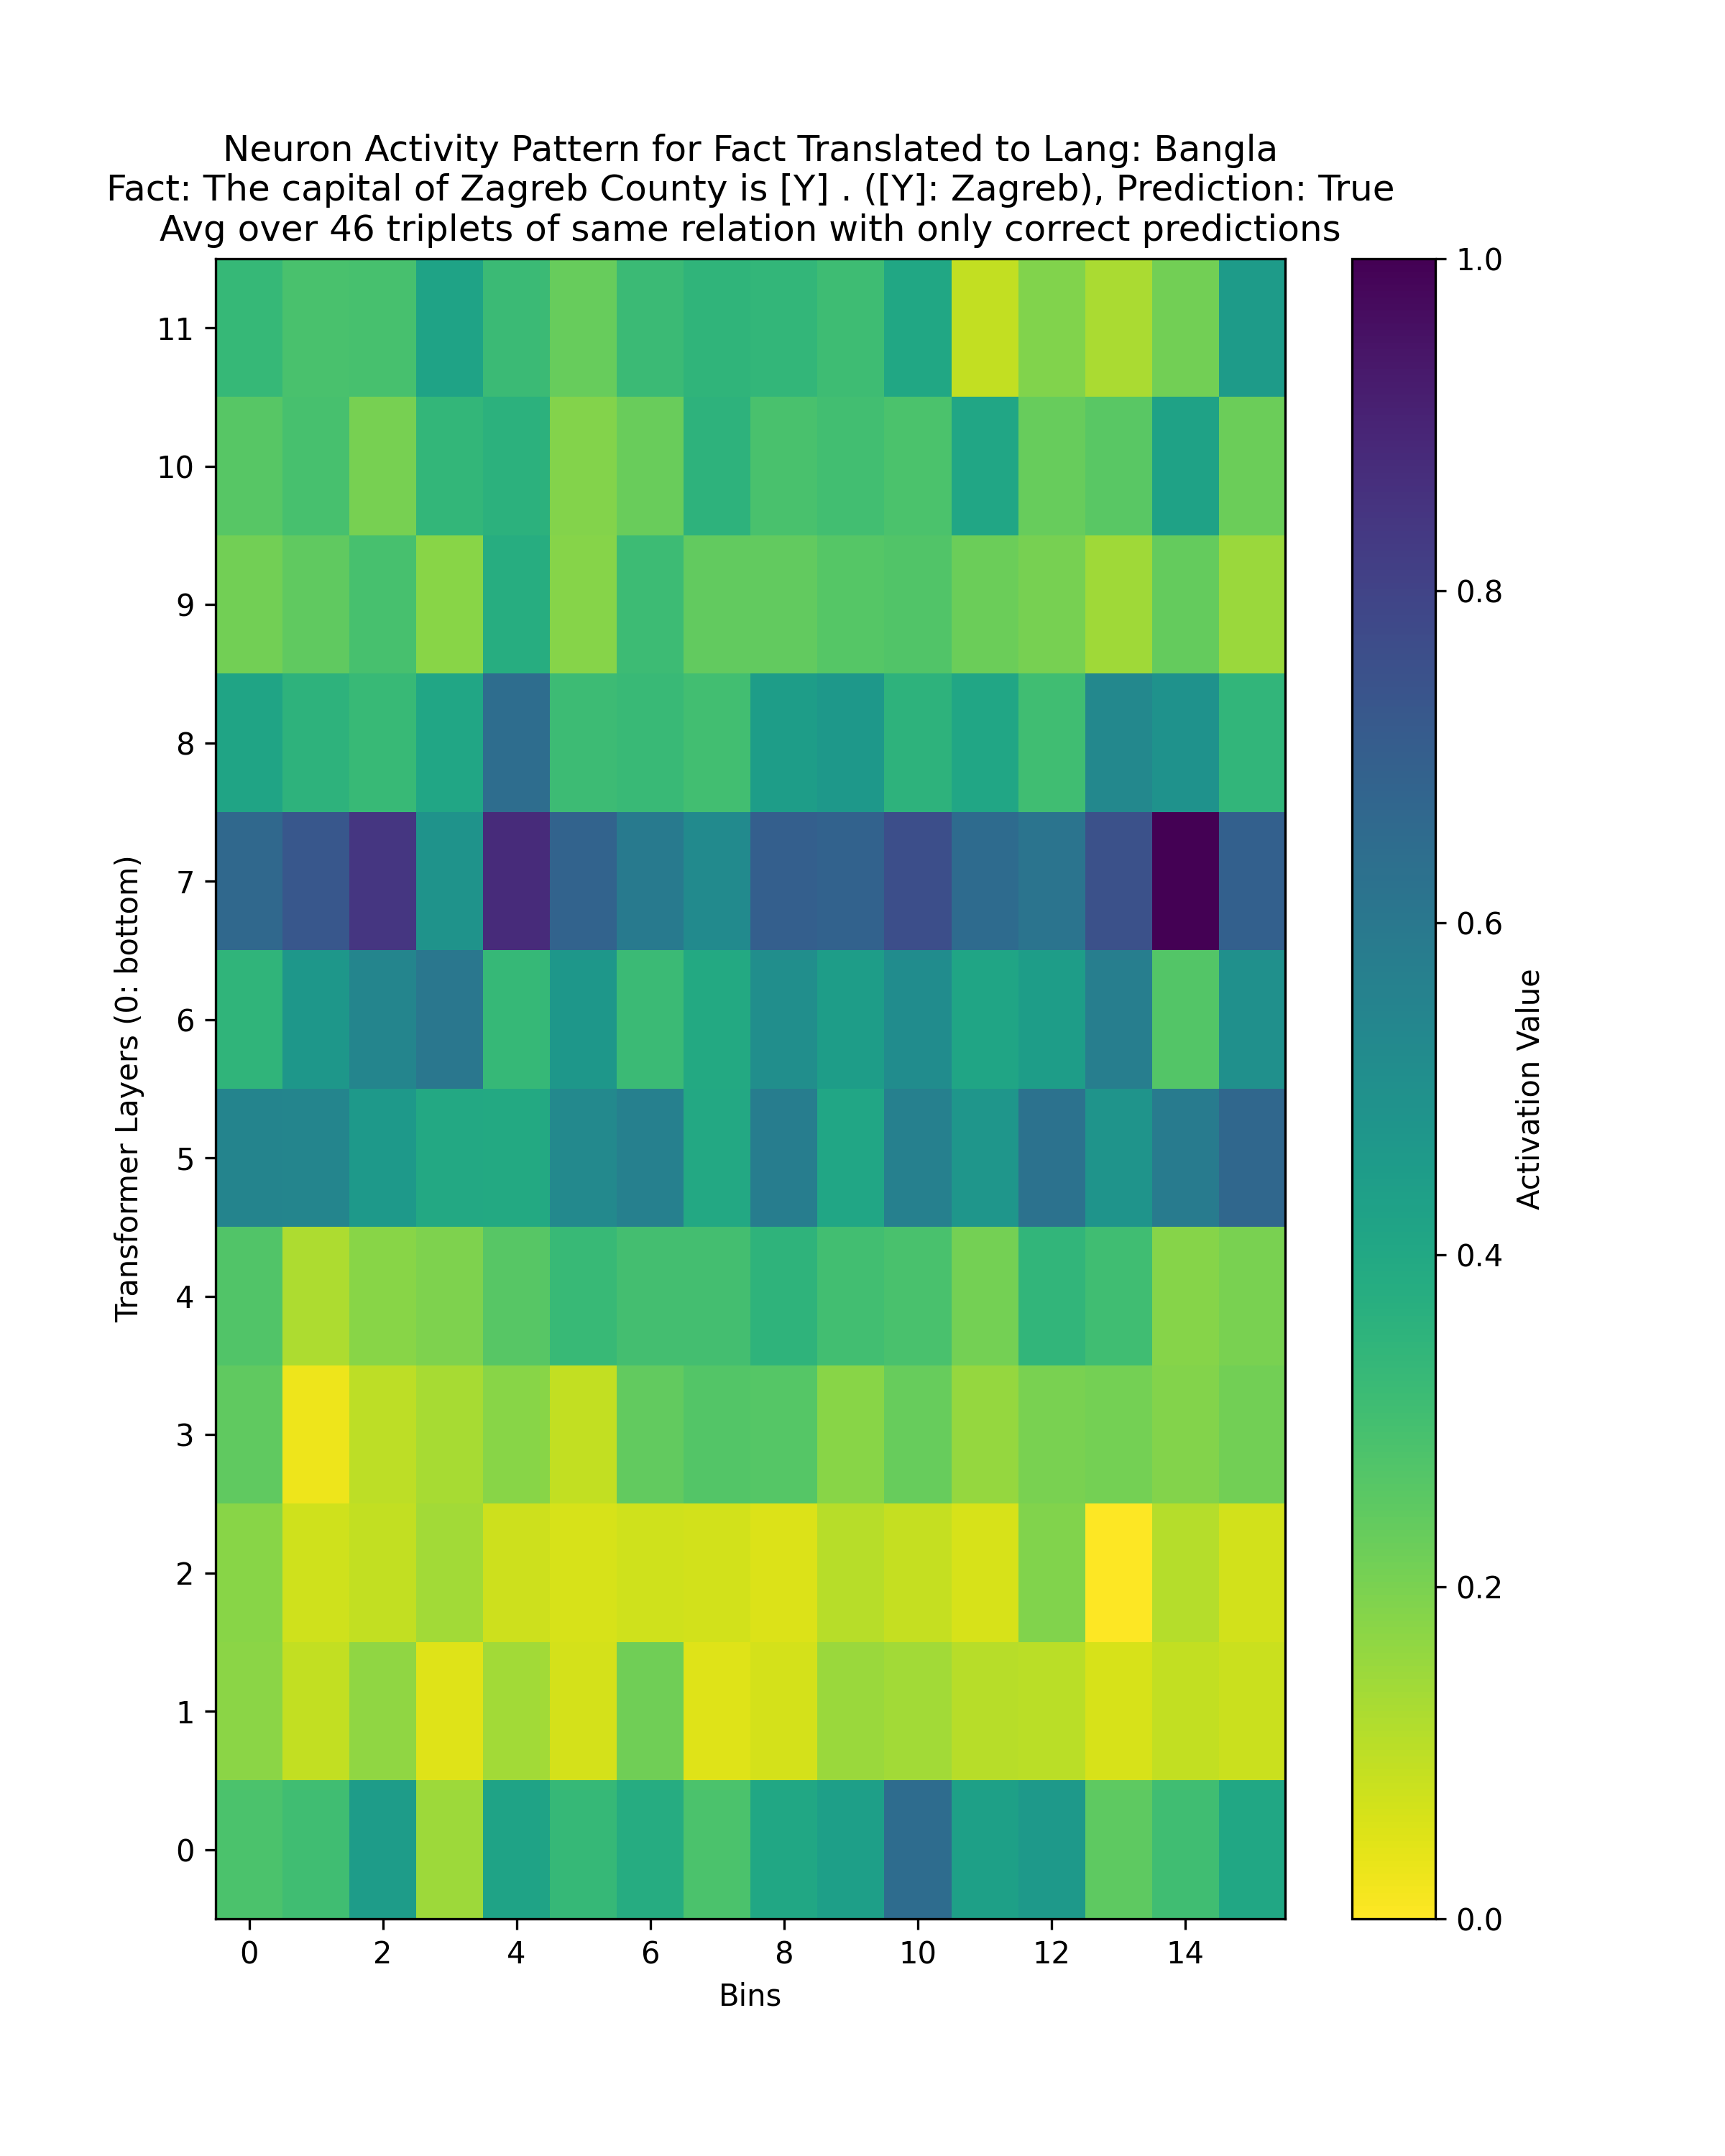 Neuron Activity Pattern for Fact Translated to Lang: Bangla
Fact: The capital of Zagreb County is [Y] . ([Y]: Zagreb), Prediction: True
Avg over 46 triplets of same relation with only correct predictions
11
10
9
8
7
6
5
4
3
2
1
0
Transformer Layers (0: bottom)
0 2 4 6 8 10 12 14
Bins
1.0
0.8
0.6
0.4
0.2
0.0
Activation Value